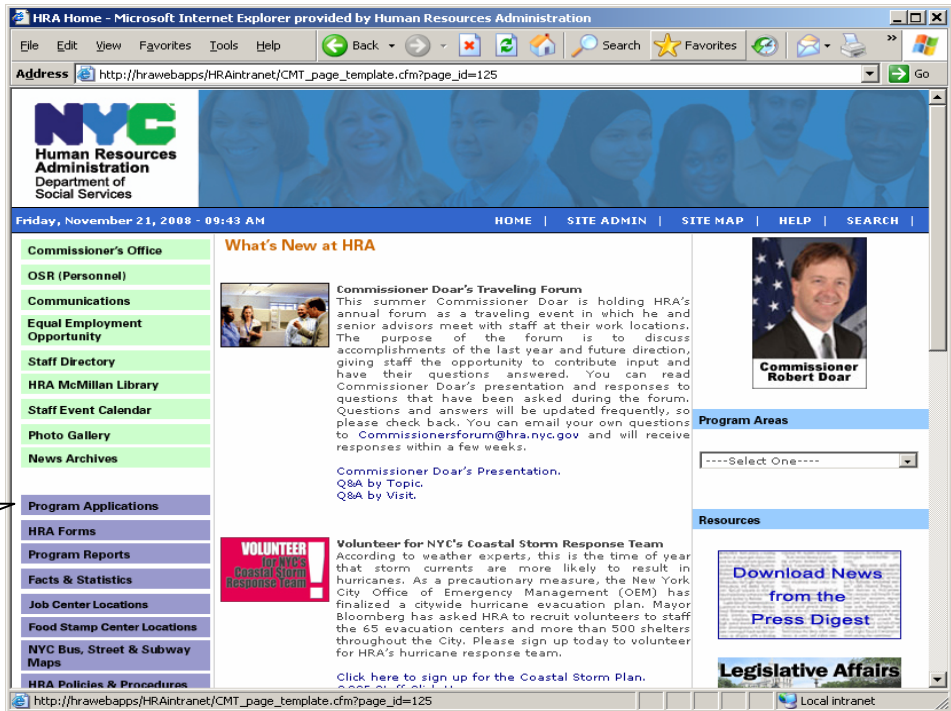 HRA Home - Microsoft Internet Explorer provided by Human Resources Administration
File Edit View Favorites Tools Help Back Search Favorites
Address http://hrawebapps/HRAintranet/CMT_page_template.cfm?page_id=125 Go
NYC
Human Resources
Administration
Department of
Social Services
Friday, November 21, 2008 - 09:43 AM HOME | SITE ADMIN | SITE MAP | HELP | SEARCH |
Commissioner's Office
OSR (Personnel)
Communications
Equal Employment
Opportunity
Staff Directory
HRA McMillan Library
Staff Event Calendar
Photo Gallery
News Archives
Program Applications
HRA Forms
Program Reports
Facts & Statistics
Job Center Locations
Food Stamp Center Locations
NYC Bus, Street & Subway
Maps
HRA Policies & Procedures
What's New at HRA
Commissioner Doar's Traveling Forum
This summer Commissioner Doar is holding HRA's
annual forum as a traveling event in which he and
senior advisors meet with staff at their work locations.
The purpose of the forum is to discuss
accomplishments of the last year and future direction,
giving staff the opportunity to contribute input and
have their questions answered. You can read
Commissioner Doar's presentation and responses to
questions that have been asked during the forum.
Questions and answers will be updated frequently, so
please check back. You can email your own questions
to Commissionersforum@hra.nyc.gov and will receive
responses within a few weeks.
Commissioner Doar's Presentation.
Q&A by Topic.
Q&A by Visit.
VOLUNTEER
for NYC's
Coastal Storm
Response Team
!
Volunteer for NYC's Coastal Storm Response Team
According to weather experts, this is the time of year
that storm currents are more likely to result in
hurricanes. As a precautionary measure, the New York
City Office of Emergency Management (OEM) has
finalized a citywide hurricane evacuation plan. Mayor
Bloomberg has asked HRA to recruit volunteers to staff
the 65 evacuation centers and more than 500 shelters
throughout the City. Please sign up today to volunteer
for HRA's hurricane response team.
Click here to sign up for the Coastal Storm Plan.
Commissioner
Robert Doar
Program Areas
----Select One----
Resources
Download News
from the
Press Digest
Legislative Affairs
http://hrawebapps/HRAintranet/CMT_page_template.cfm?page_id=125 Local intranet